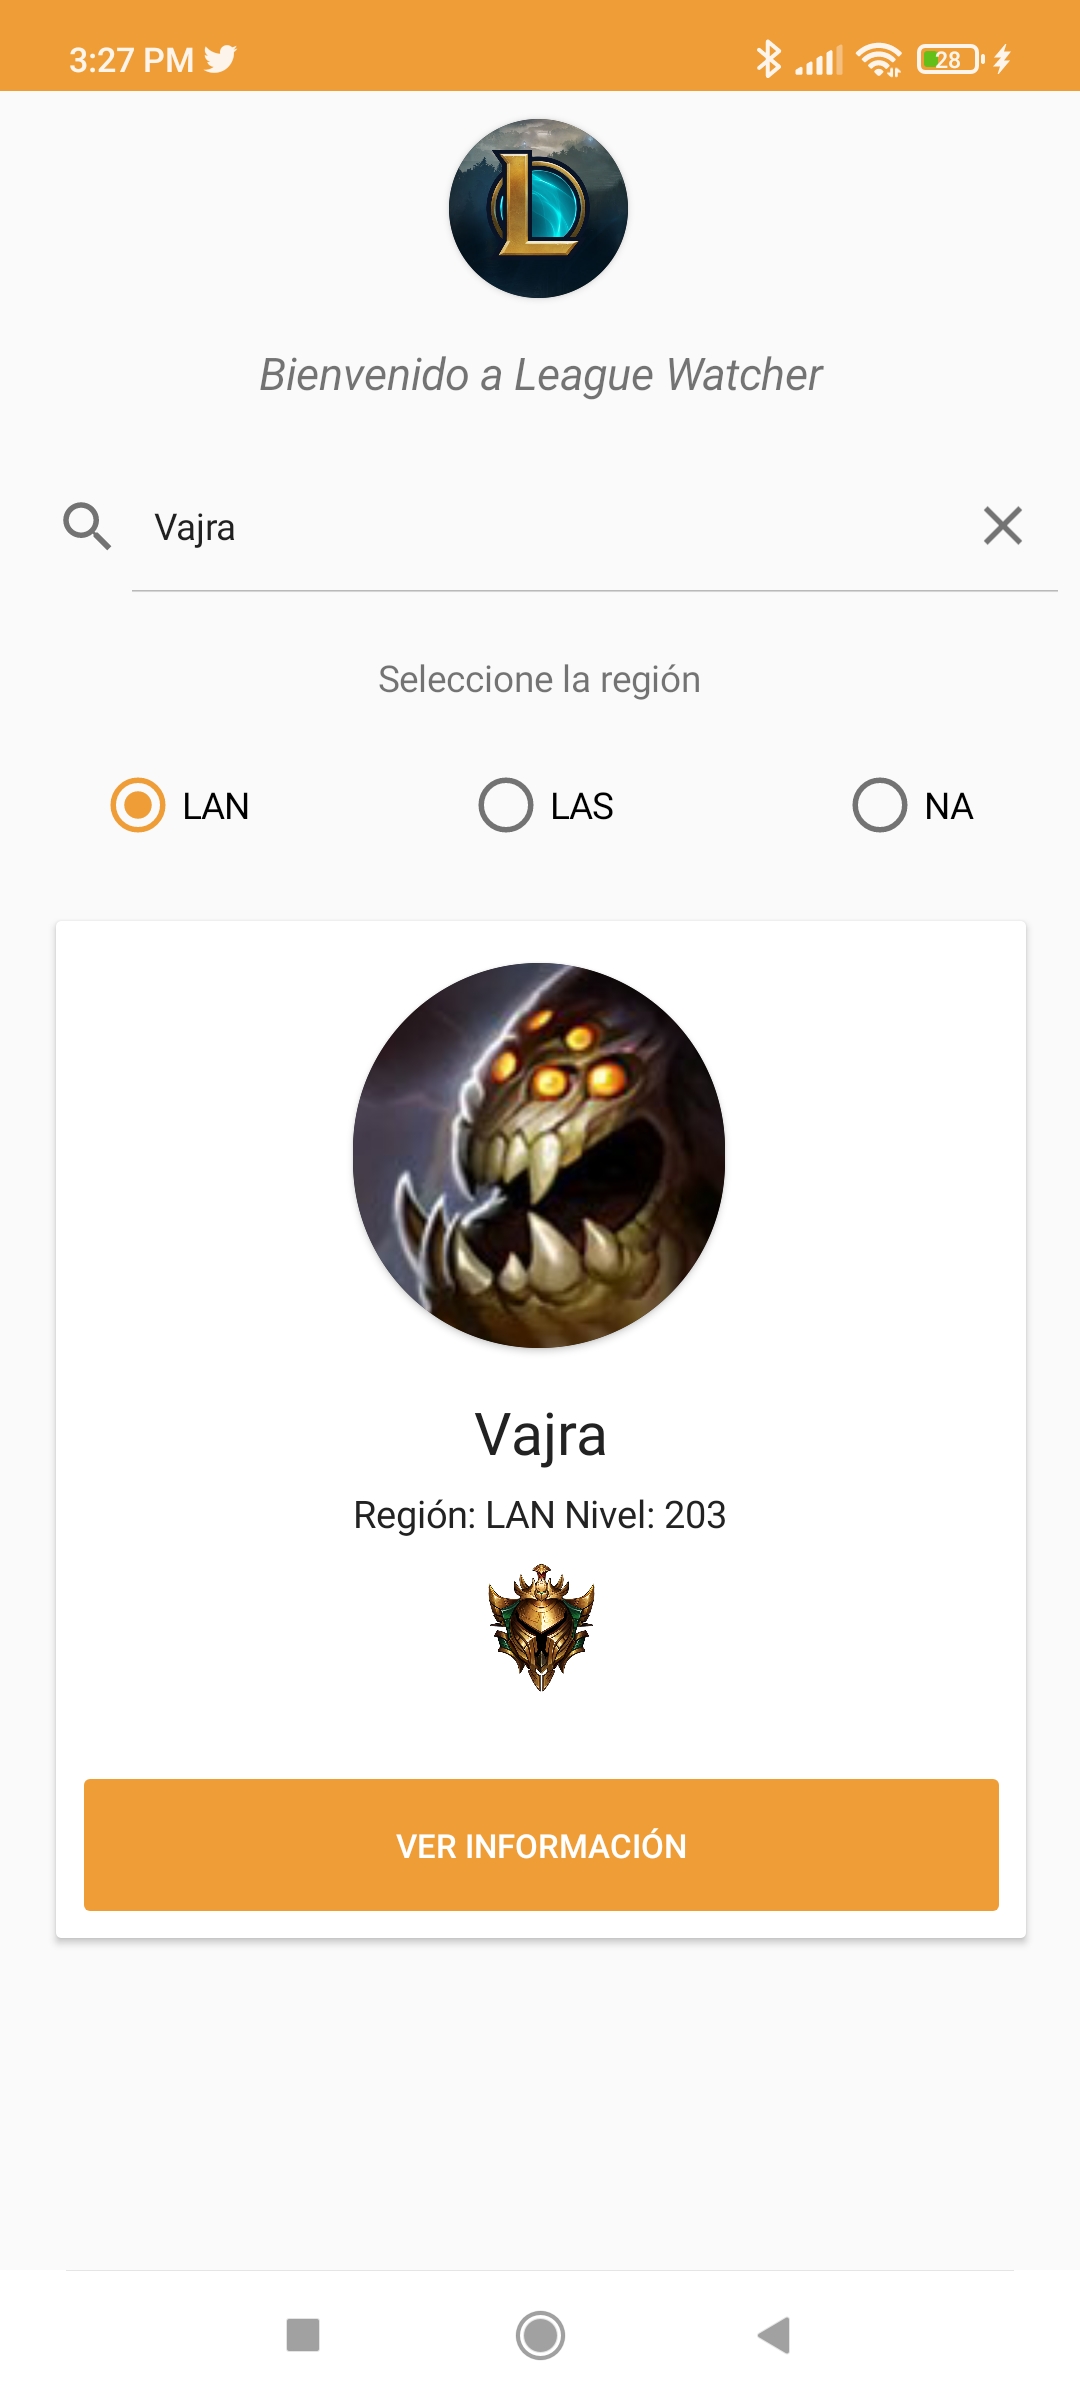 3:27 PM
28
Bienvenido a League Watcher
Vajra
Seleccione la región
LAN
LAS
NA
Vajra
Región: LAN Nivel: 203
VER INFORMACIÓN